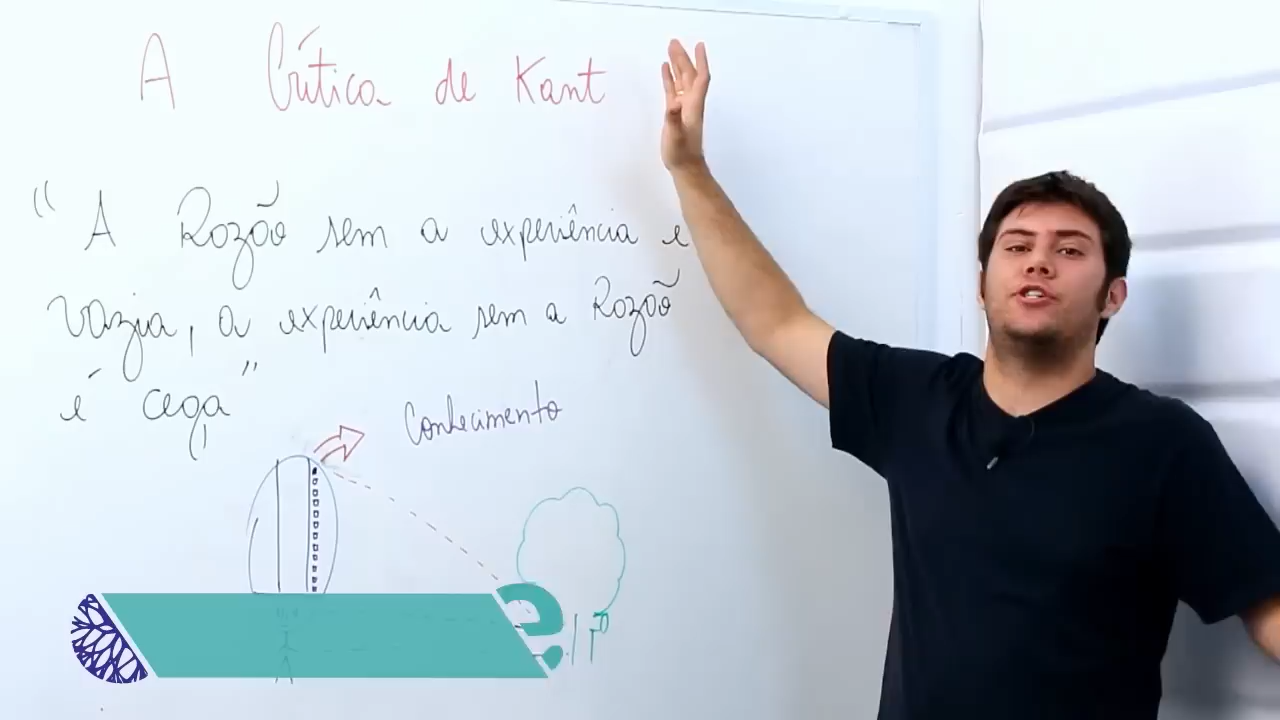 A Crítica de Kant
"A Razão sem a experiência é
vazia, a experiência sem a Razão
é cega"
Conhecimento